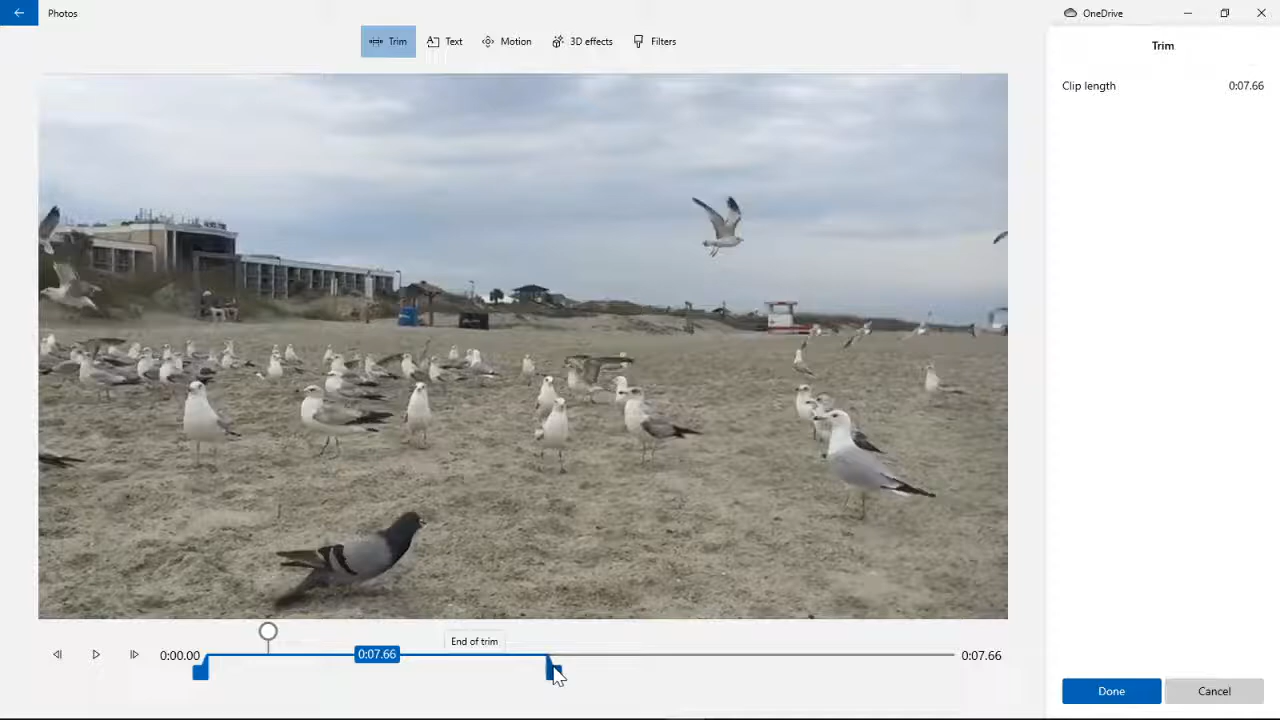 Photos
OneDrive
Trim
Text
Motion
3D effects
Filters
Trim
Clip length 0:07.66
End of trim
0:00.00
0:07.66
0:07.66
Done
Cancel